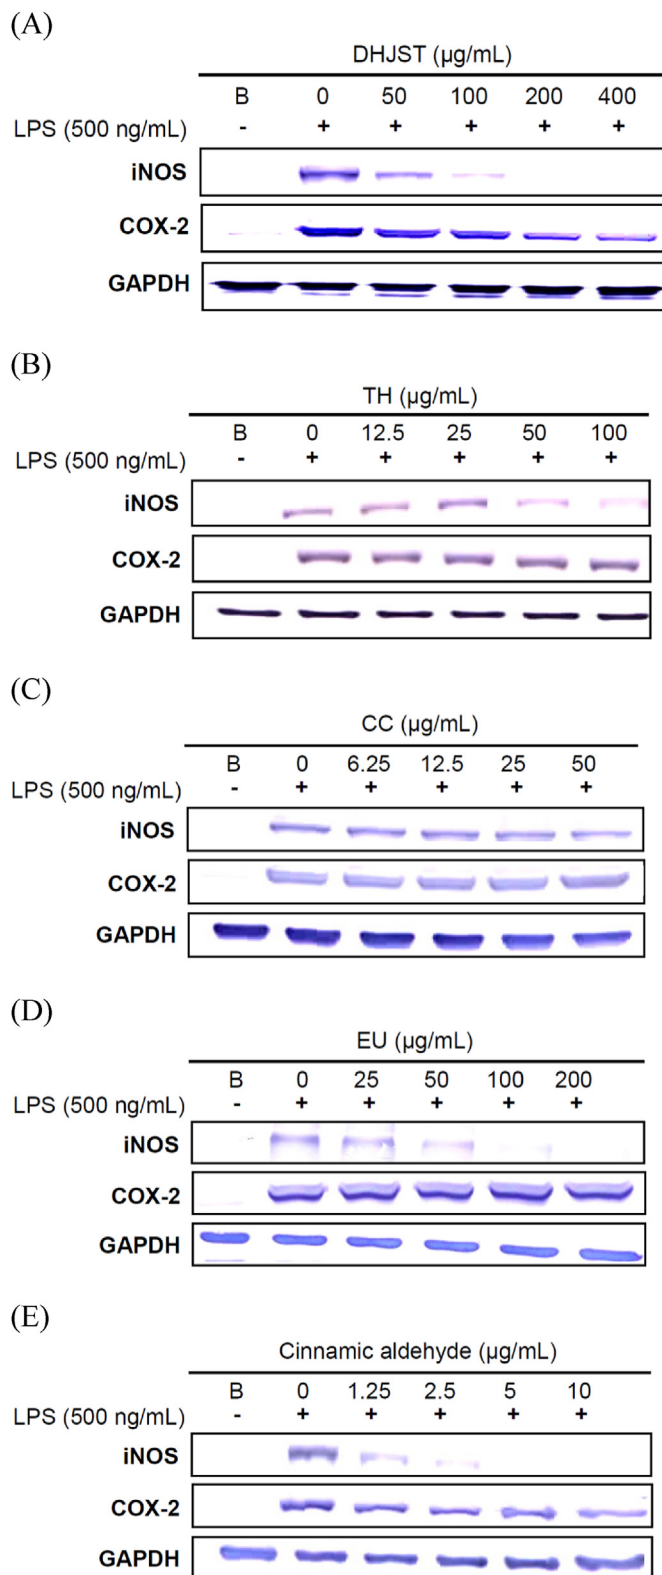 (A)
DHJST (µg/mL)
B 0 50 100 200 400
LPS (500 ng/mL) - + + + + +
iNOS
COX-2
GAPDH
(B)
TH (µg/mL)
B 0 12.5 25 50 100
LPS (500 ng/mL) - + + + + +
iNOS
COX-2
GAPDH
(C)
CC (µg/mL)
B 0 6.25 12.5 25 50
LPS (500 ng/mL) - + + + + +
iNOS
COX-2
GAPDH
(D)
EU (µg/mL)
B 0 25 50 100 200
LPS (500 ng/mL) - + + + + +
iNOS
COX-2
GAPDH
(E)
Cinnamic aldehyde (µg/mL)
B 0 1.25 2.5 5 10
LPS (500 ng/mL) - + + + + +
iNOS
COX-2
GAPDH